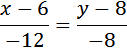 (x − 6)/(−12) = (y − 8)/(−8)